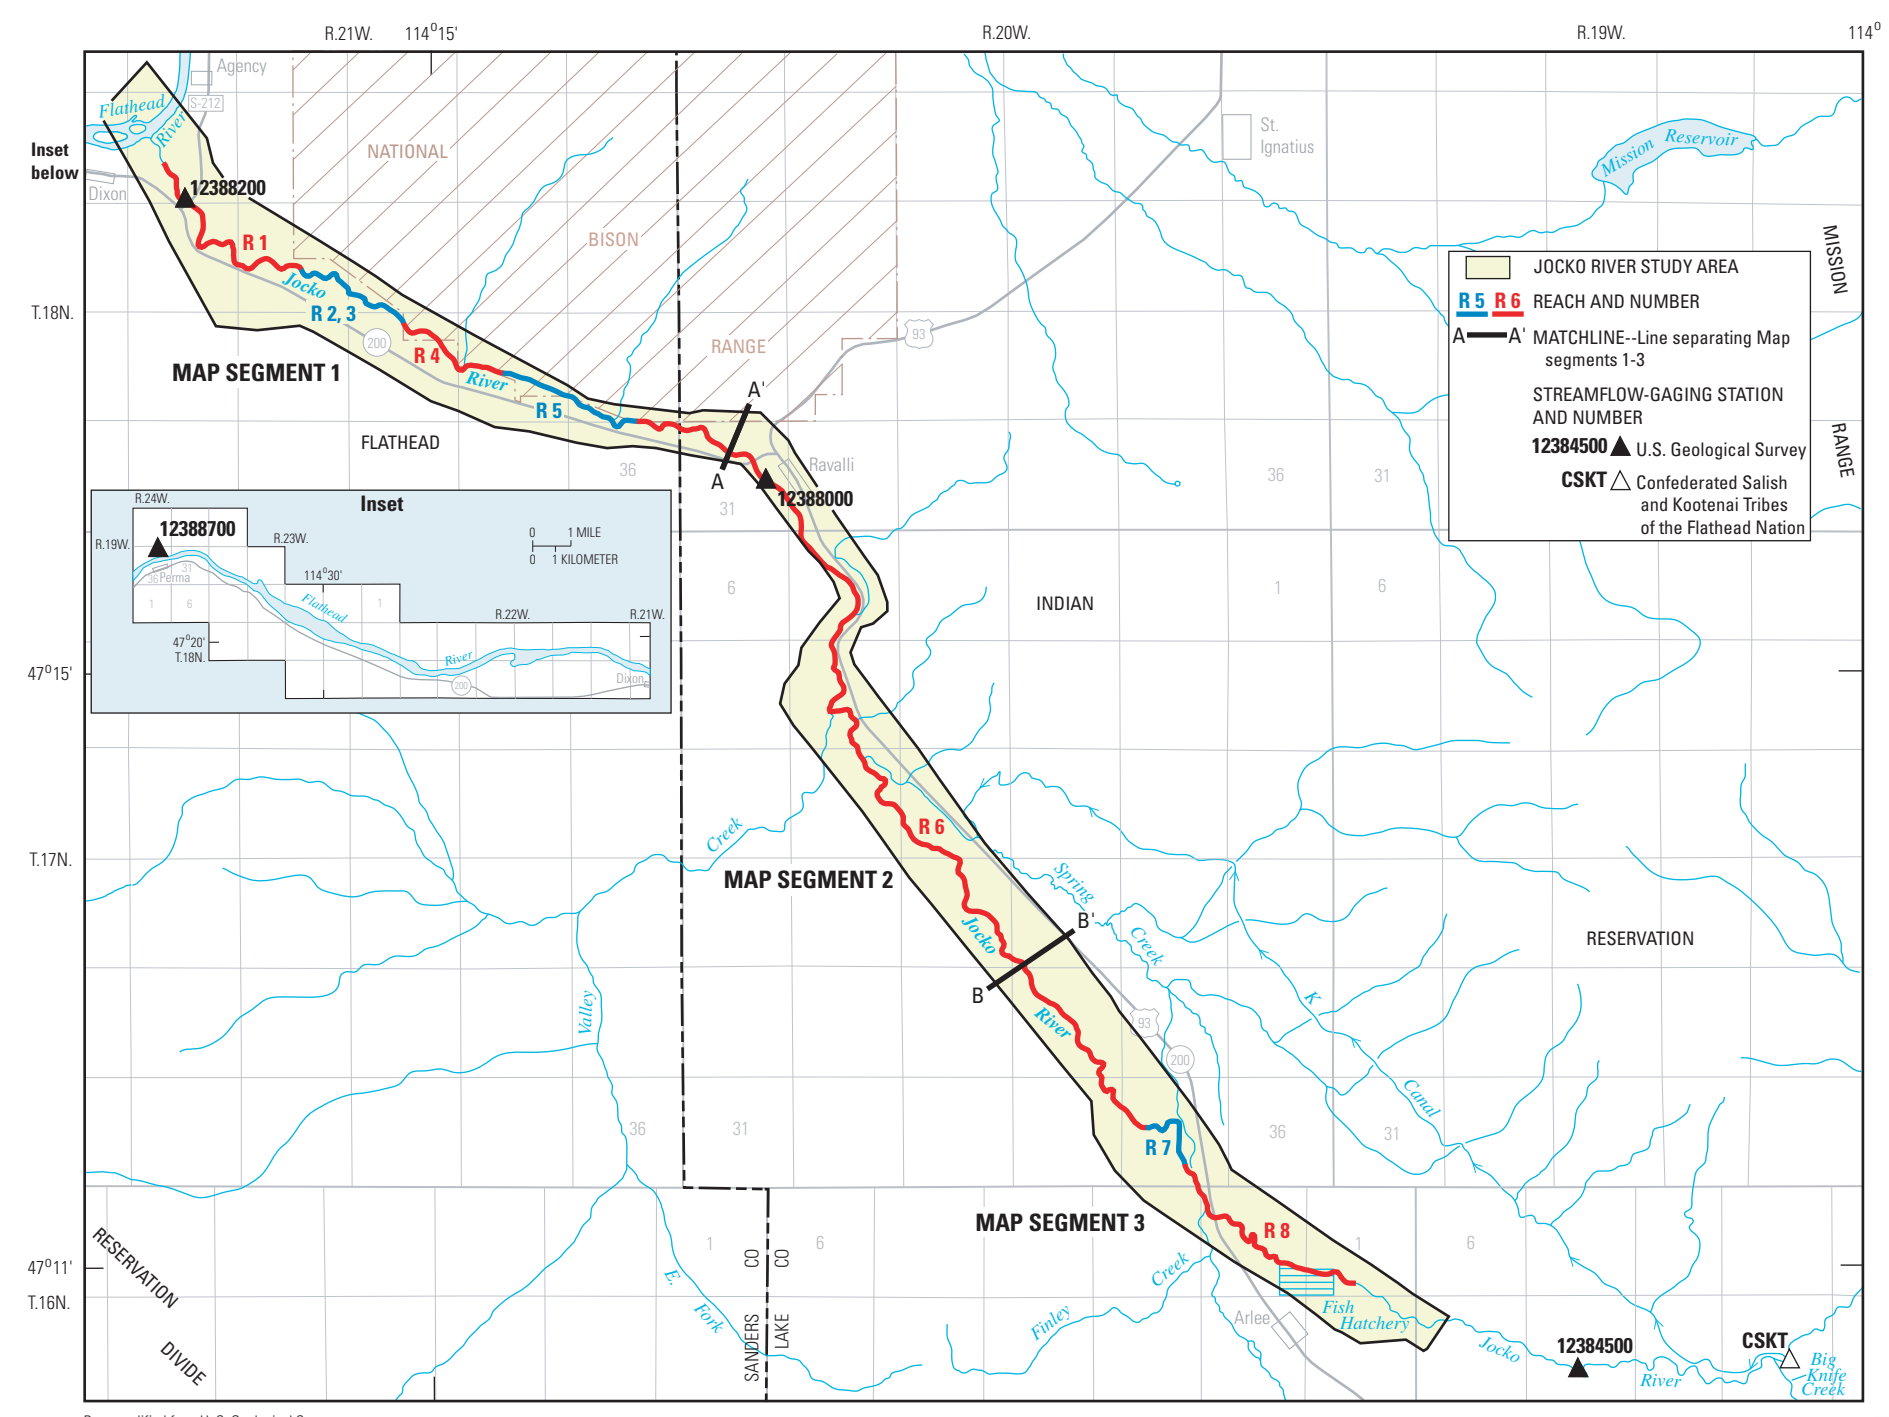 R.21W.
114°15'
R.20W.
R.19W.
114°
Agency
S-212
Flathead
River
Inset
below
Dixon
12388200
NATIONAL
BISON
RANGE
St.
Ignatius
Mission Reservoir
MISSION
RANGE
JOCKO RIVER STUDY AREA
R 5 R 6 REACH AND NUMBER
A A' MATCHLINE--Line separating Map
segments 1-3
STREAMFLOW-GAGING STATION
AND NUMBER
12384500 U.S. Geological Survey
CSKT Confederated Salish
and Kootenai Tribes
of the Flathead Nation
R 1
Jocko
R 2, 3
T.18N.
200
R 4
River
R 5
93
MAP SEGMENT 1
FLATHEAD
A'
A
36
31
Ravalli
12388000
36
31
Inset
R.24W.
12388700
R.19W.
R.23W.
0 1 MILE
0 1 KILOMETER
36
31
Perma
1
6
114°30'
1
Flathead
R.22W.
R.21W.
47°20'
T.18N.
River
200
Dixon
6
INDIAN
1
6
47°15'
Creek
R 6
T.17N.
MAP SEGMENT 2
Spring
Creek
Jocko
B'
B
RESERVATION
Valley
K
Canal
River
93
200
36
31
R 7
36
31
MAP SEGMENT 3
R 8
1
6
1
6
47°11'
T.16N.
RESERVATION
DIVIDE
E.
Fork
SANDERS CO
LAKE CO
Finley
Creek
Arlee
Fish
Hatchery
Jocko
River
12384500
CSKT
Big
Knife
Creek